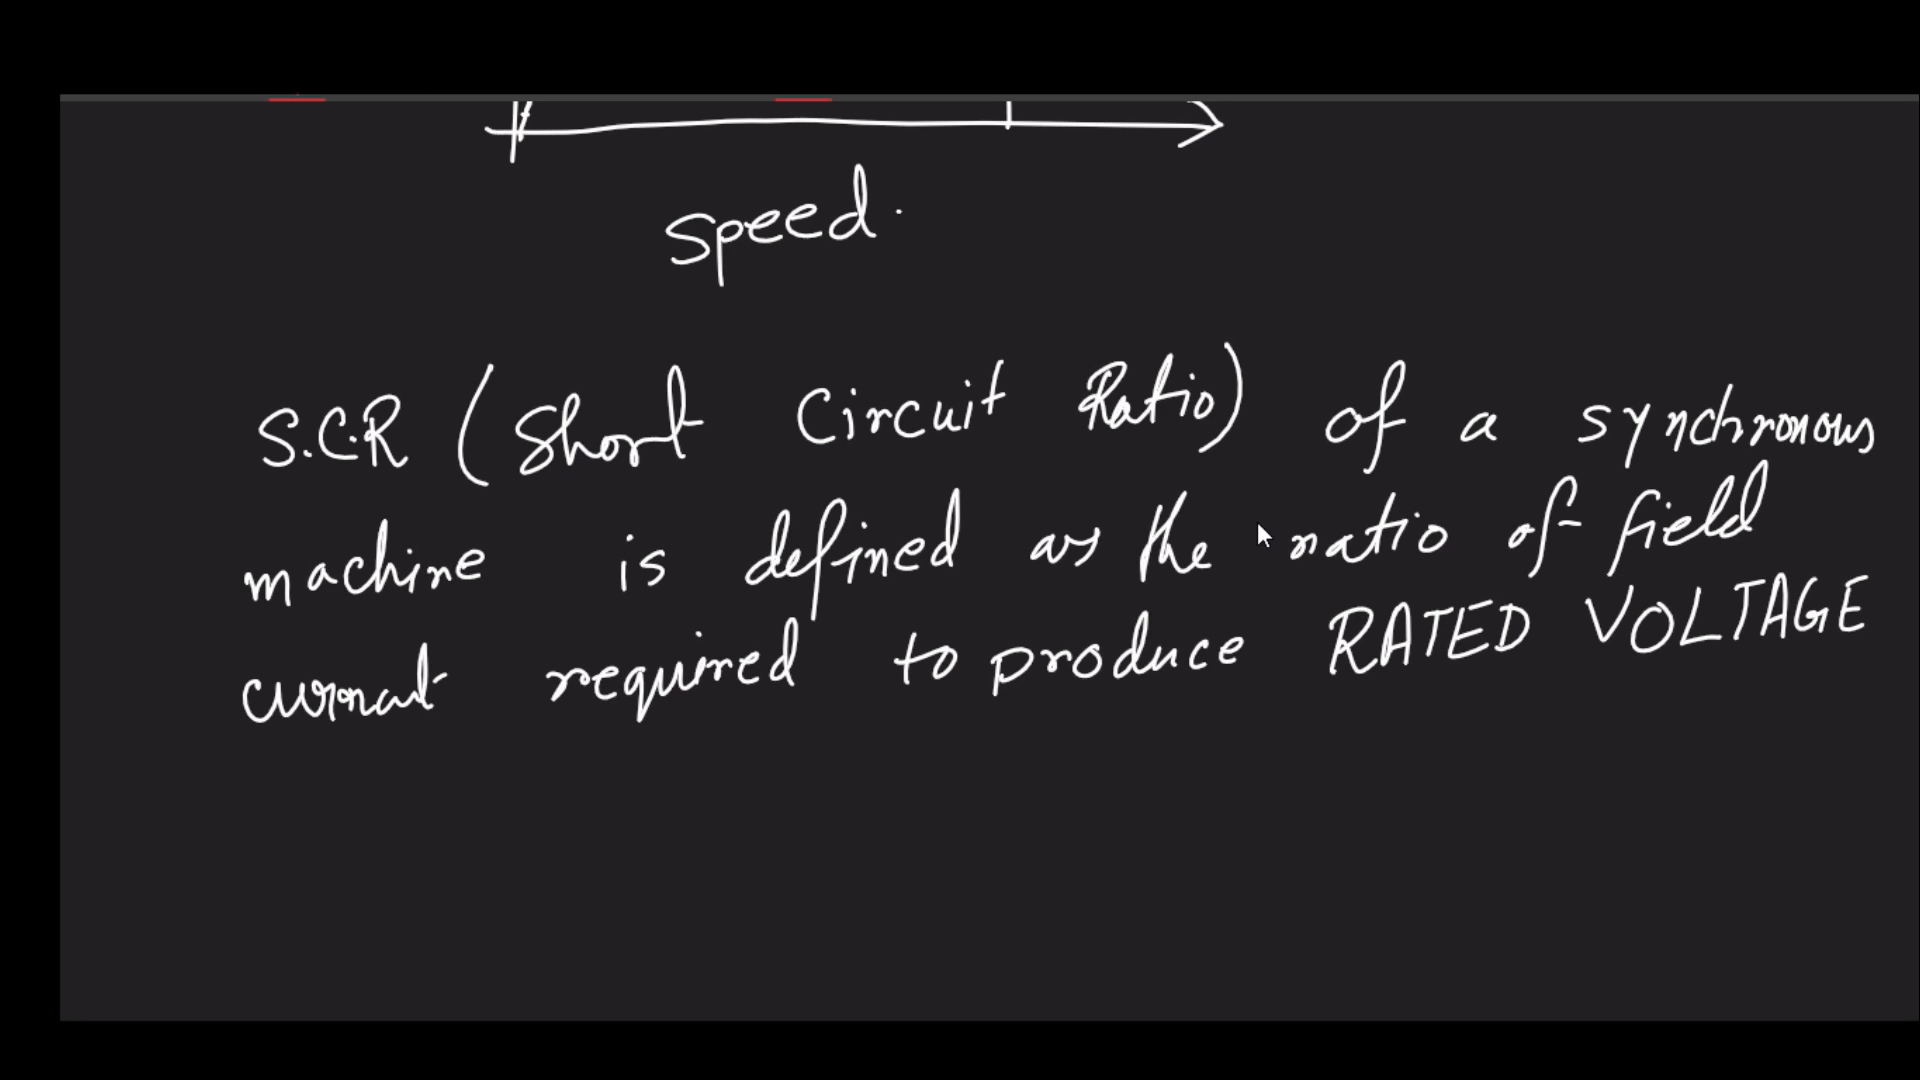 speed.
S.C.R (Short Circuit Ratio) of a synchronous
machine is defined as the ratio of field
current required to produce RATED VOLTAGE